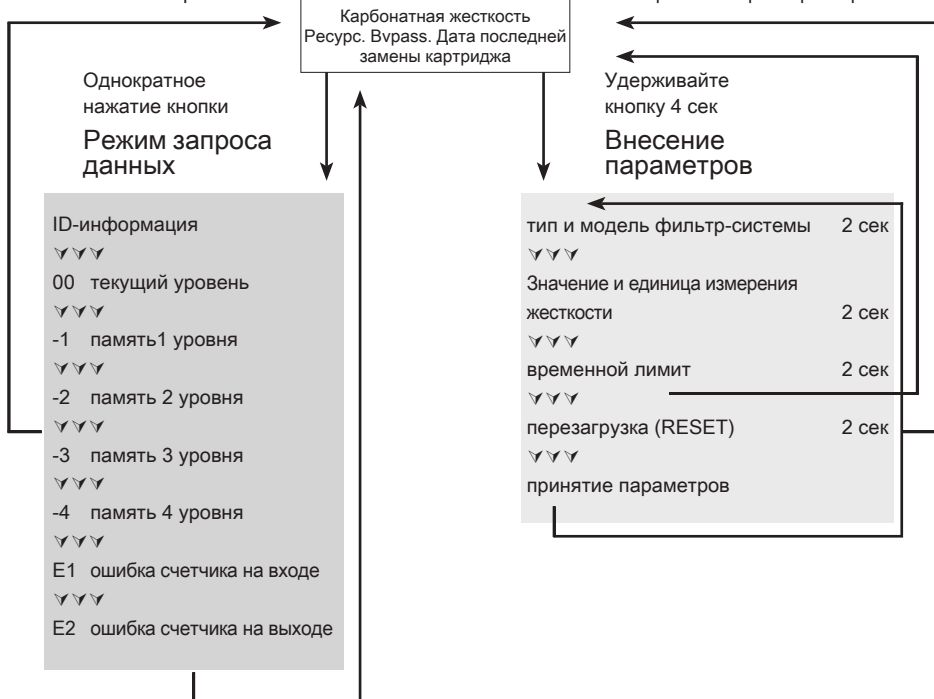 Карбонатная жесткость
Ресурс. Bvpass. Дата последней
замены картриджа
Однократное
нажатие кнопки
Режим запроса
данных
ID-информация
00 текущий уровень
-1 память1 уровня
-2 память 2 уровня
-3 память 3 уровня
-4 память 4 уровня
E1 ошибка счетчика на входе
E2 ошибка счетчика на выходе
Удерживайте
кнопку 4 сек
Внесение
параметров
тип и модель фильтр-системы 2 сек
Значение и единица измерения
жесткости 2 сек
временной лимит 2 сек
перезагрузка (RESET) 2 сек
принятие параметров